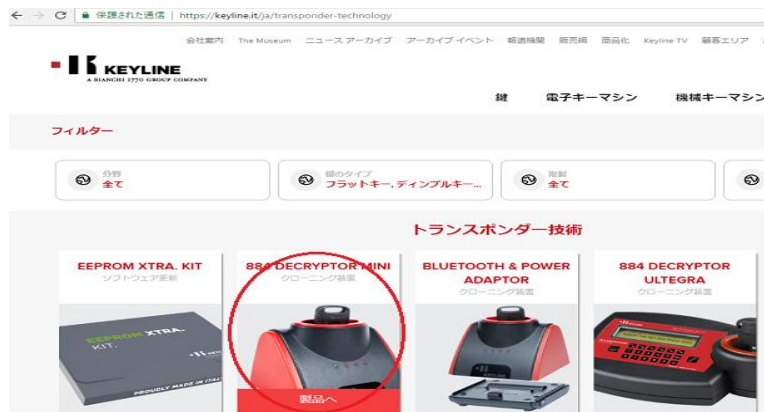 保護された通信 | https://keyline.it/ja/transponder-technology
会社案内 The Museum ニュース アーカイブ アーカイブ イベント 報道機関 販売網 商品化 Keyline TV 顧客エリア
KEYLINE
A BIANCHI 1770 GROUP COMPANY
鍵 電子キーマシン 機械キーマシン
フィルター
分野
全て
鍵のタイプ
フラットキー, ディンプルキー...
複製
全て
トランスポンダー技術
EEPROM XTRA. KIT
ソフトウェア更新
884 DECRYPTOR MINI
クローニング装置
BLUETOOTH & POWER
ADAPTOR
クローニング装置
884 DECRYPTOR
ULTEGRA
クローニング装置
EEPROM XTRA.
KIT.
PROUDLY MADE IN ITALY
製品へ